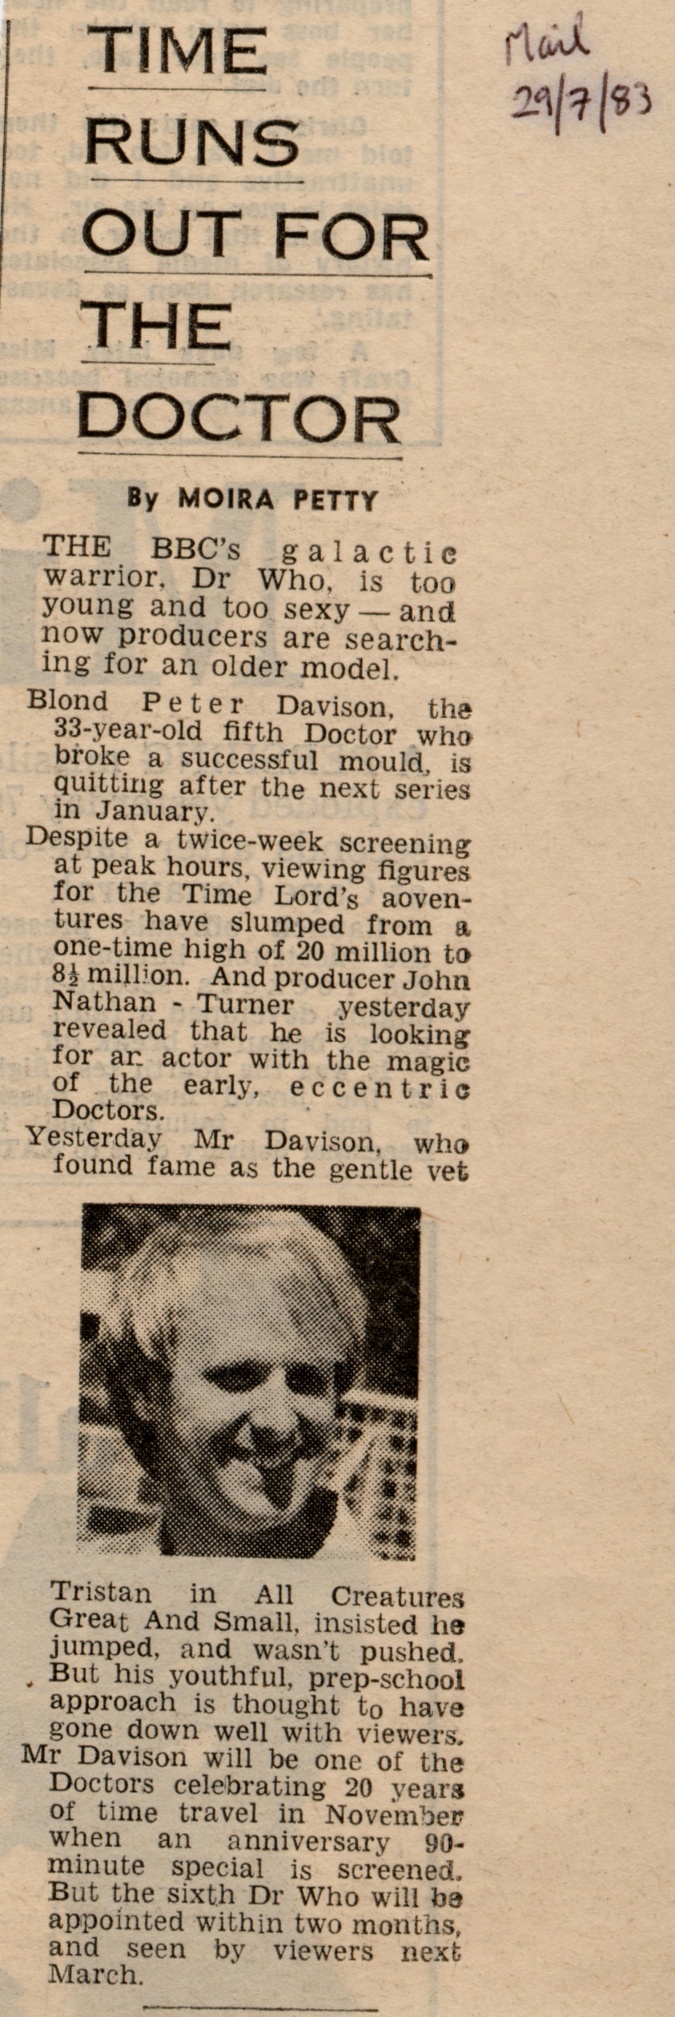 TIME
RUNS
OUT FOR
THE
DOCTOR
Mail
29/7/83
By MOIRA PETTY
THE BBC's galactic
warrior, Dr Who, is too
young and too sexy — and
now producers are search-
ing for an older model.
Blond Peter Davison, the
33-year-old fifth Doctor who
broke a successful mould, is
quitting after the next series
in January.
Despite a twice-week screening
at peak hours, viewing figures
for the Time Lord's aoven-
tures have slumped from a
one-time high of 20 million to
8½ million. And producer John
Nathan - Turner yesterday
revealed that he is looking
for an actor with the magic
of the early, eccentric
Doctors.
Yesterday Mr Davison, who
found fame as the gentle vet
Tristan in All Creatures
Great And Small, insisted he
jumped, and wasn't pushed.
But his youthful, prep-school
approach is thought to have
gone down well with viewers.
Mr Davison will be one of the
Doctors celebrating 20 years
of time travel in November
when an anniversary 90-
minute special is screened.
But the sixth Dr Who will be
appointed within two months,
and seen by viewers next
March.